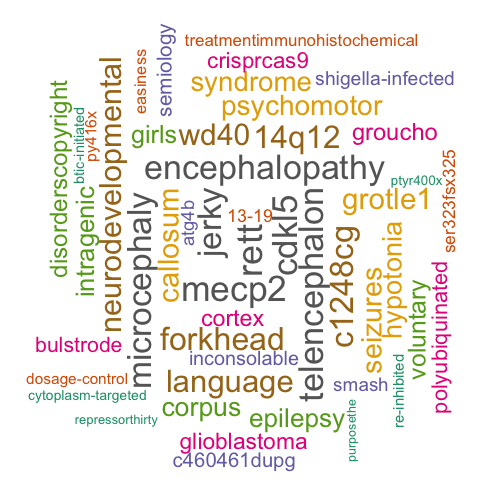 treatmentimmunohistochemical
crisprcas9
semiology
easiness
syndrome
shigella-infected
psychomotor
disorderscopyright
btic-initiated
py416x
neurodevelopmental
girls
wd40
14q12
groucho
intragenic
encephalopathy
ptyr400x
ser323fsx325
microcephaly
callosum
atg4b
jerky
13-19
rett
cdkl5
telencephalon
grotle1
c1248cg
seizures
hypotonia
voluntary
polyubiquinated
mecp2
cortex
forkhead
bulstrode
inconsolable
dosage-control
language
smash
re-inhibited
cytoplasm-targeted
corpus
epilepsy
purposethe
repressorthirty
glioblastoma
c460461dupg